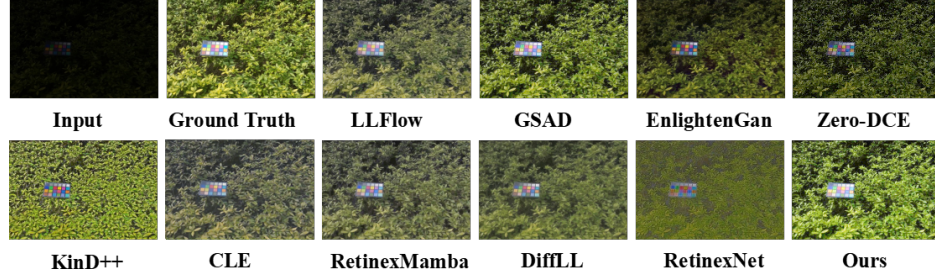 Input Ground Truth LLFlow GSAD EnlightenGan Zero-DCE
KinD++ CLE RetinexMamba DiffLL RetinexNet Ours